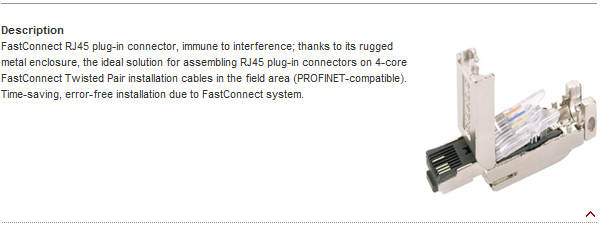 Description
FastConnect RJ45 plug-in connector, immune to interference; thanks to its rugged
metal enclosure, the ideal solution for assembling RJ45 plug-in connectors on 4-core
FastConnect Twisted Pair installation cables in the field area (PROFINET-compatible).
Time-saving, error-free installation due to FastConnect system.